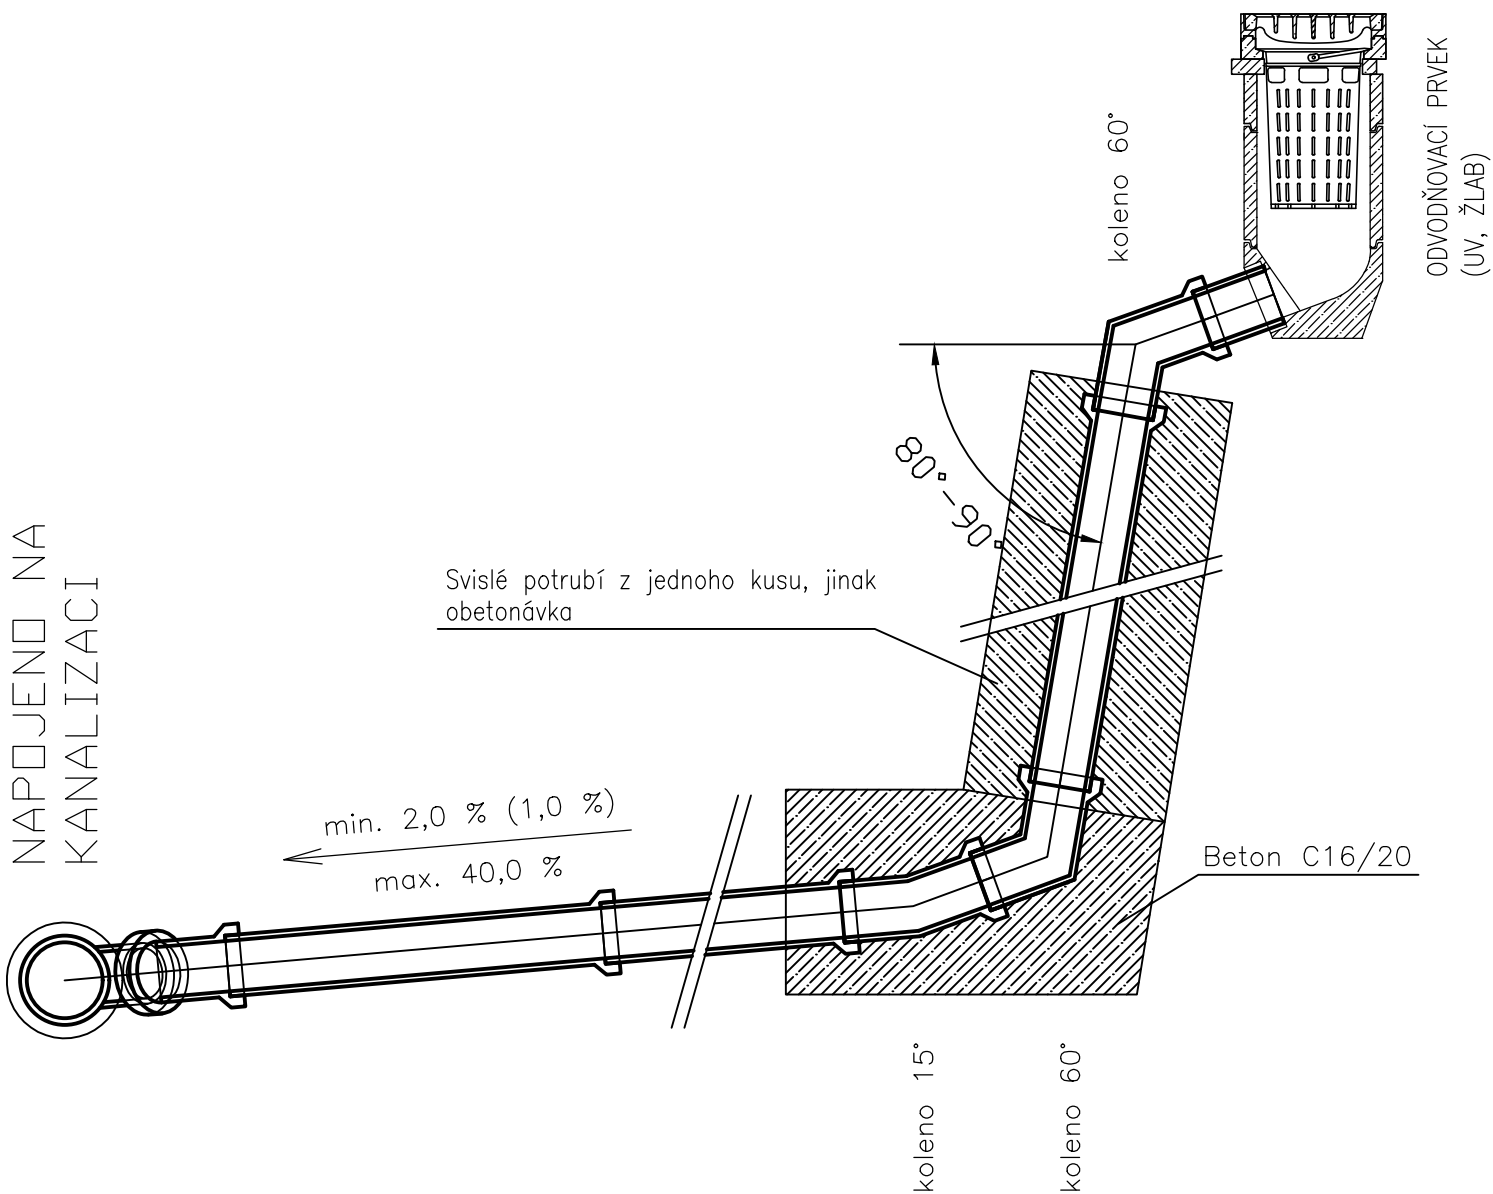 NAPOJENO NA
KANALIZACI
koleno 60°
ODVODŇOVACÍ PRVEK
(UV, ŽLAB)
80°-90°
Svislé potrubí z jednoho kusu, jinak
obetonávka
min. 2,0 % (1,0 %)
max. 40,0 %
Beton C16/20
koleno 15°
koleno 60°